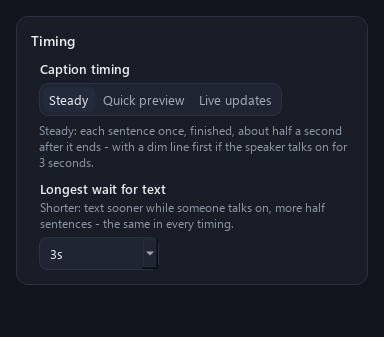 Timing
Caption timing
Steady Quick preview Live updates
Steady: each sentence once, finished, about half a second
after it ends - with a dim line first if the speaker talks on for
3 seconds.
Longest wait for text
Shorter: text sooner while someone talks on, more half
sentences - the same in every timing.
3s